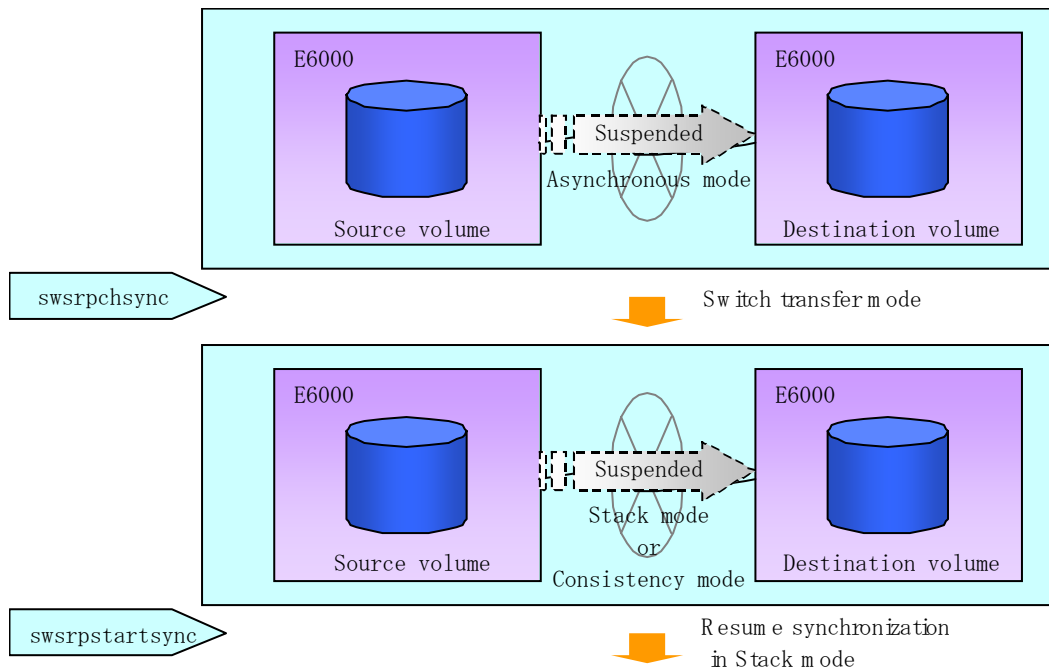 E6000
E6000
Suspended
Asynchronous mode
Source volume
Destination volume
swsrpchsync
Switch transfer mode
E6000
E6000
Suspended
Stack mode
or
Consistency mode
Source volume
Destination volume
swsrpstartsync
Resume synchronization
in Stack mode